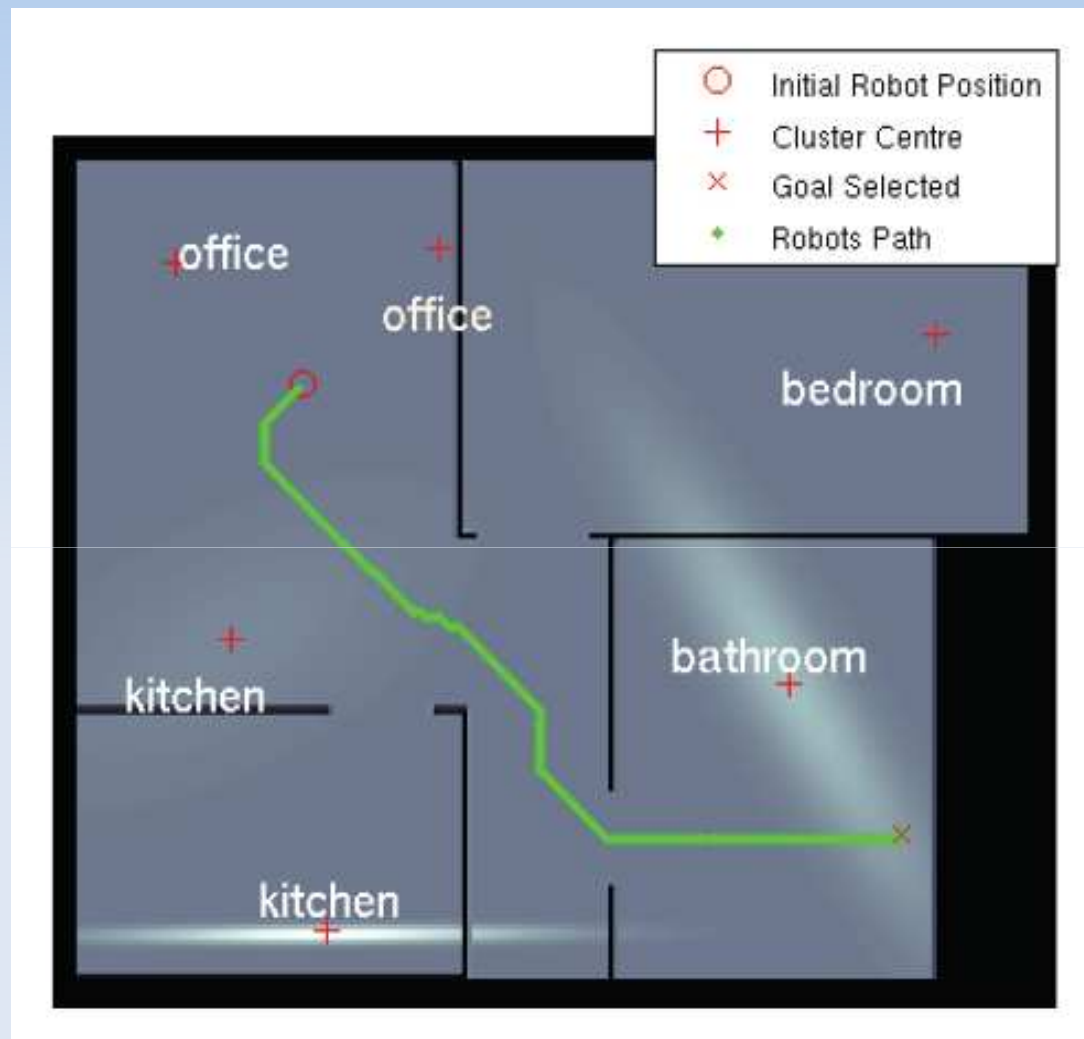 Initial Robot Position
Cluster Centre
Goal Selected
Robots Path
office
office
bedroom
bathroom
kitchen
kitchen